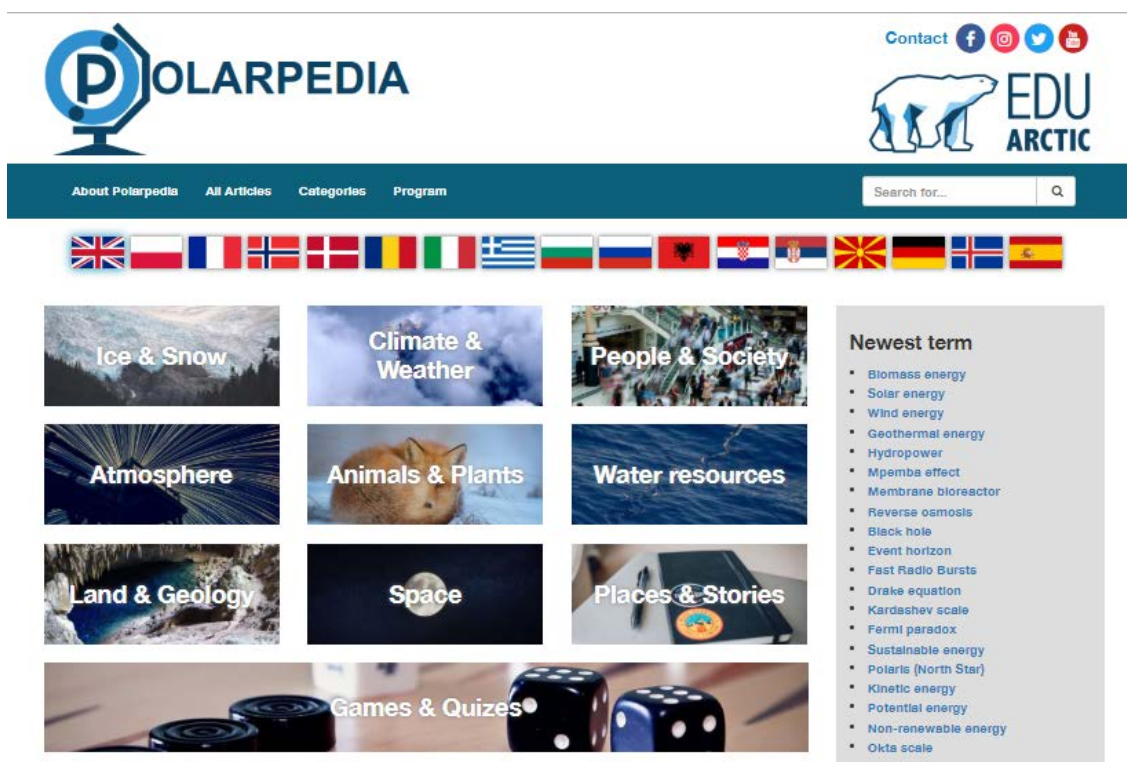 POLARPEDIA
Contact
EDU
ARCTIC
About Polarpedia All Articles Categories Program
Search for...
Ice & Snow
Climate &
Weather
People & Society
Atmosphere
Animals & Plants
Water resources
Land & Geology
Space
Places & Stories
Games & Quizes
Newest term
Biomass energy
Solar energy
Wind energy
Geothermal energy
Hydropower
Mpemba effect
Membrane bioreactor
Reverse osmosis
Black hole
Event horizon
Fast Radio Bursts
Drake equation
Kardashev scale
Fermi paradox
Sustainable energy
Polaris (North Star)
Kinetic energy
Potential energy
Non-renewable energy
Okta scale